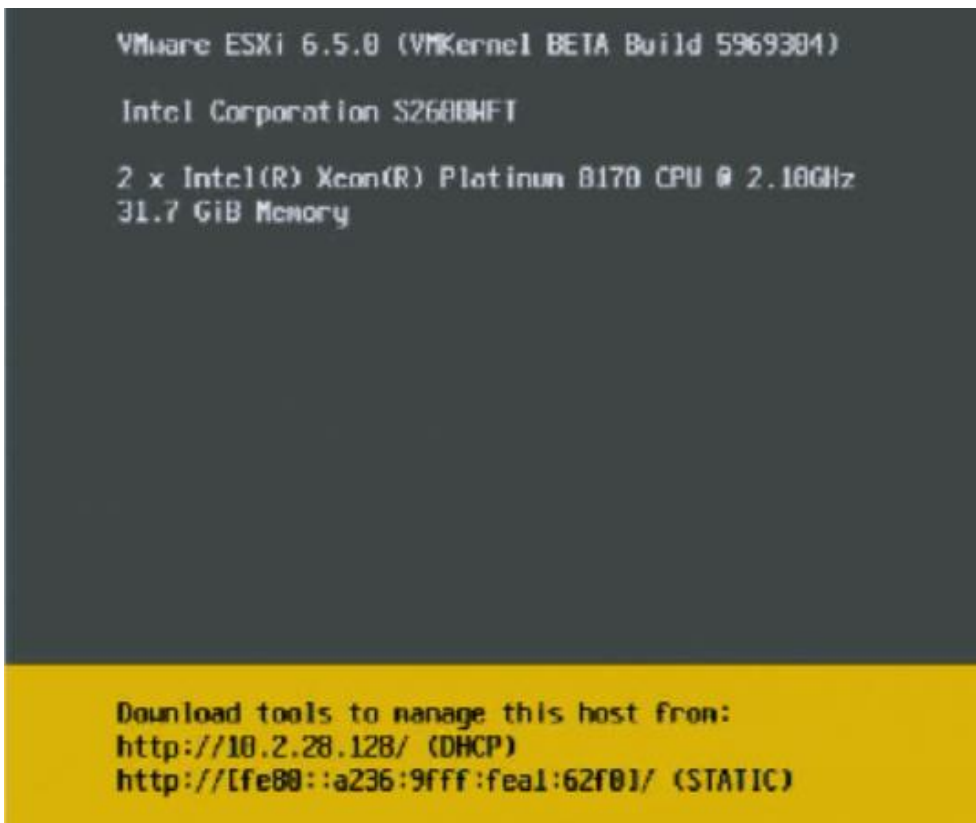 VMware ESXi 6.5.0 (VMKernel BETA Build 5969304)
Intel Corporation S2600WFT
2 x Intel(R) Xeon(R) Platinum 8170 CPU @ 2.10GHz
31.7 GiB Memory
Download tools to manage this host from:
http://10.2.28.128/ (DHCP)
http://[fe80::a236:9fff:fea1:62f0]/ (STATIC)